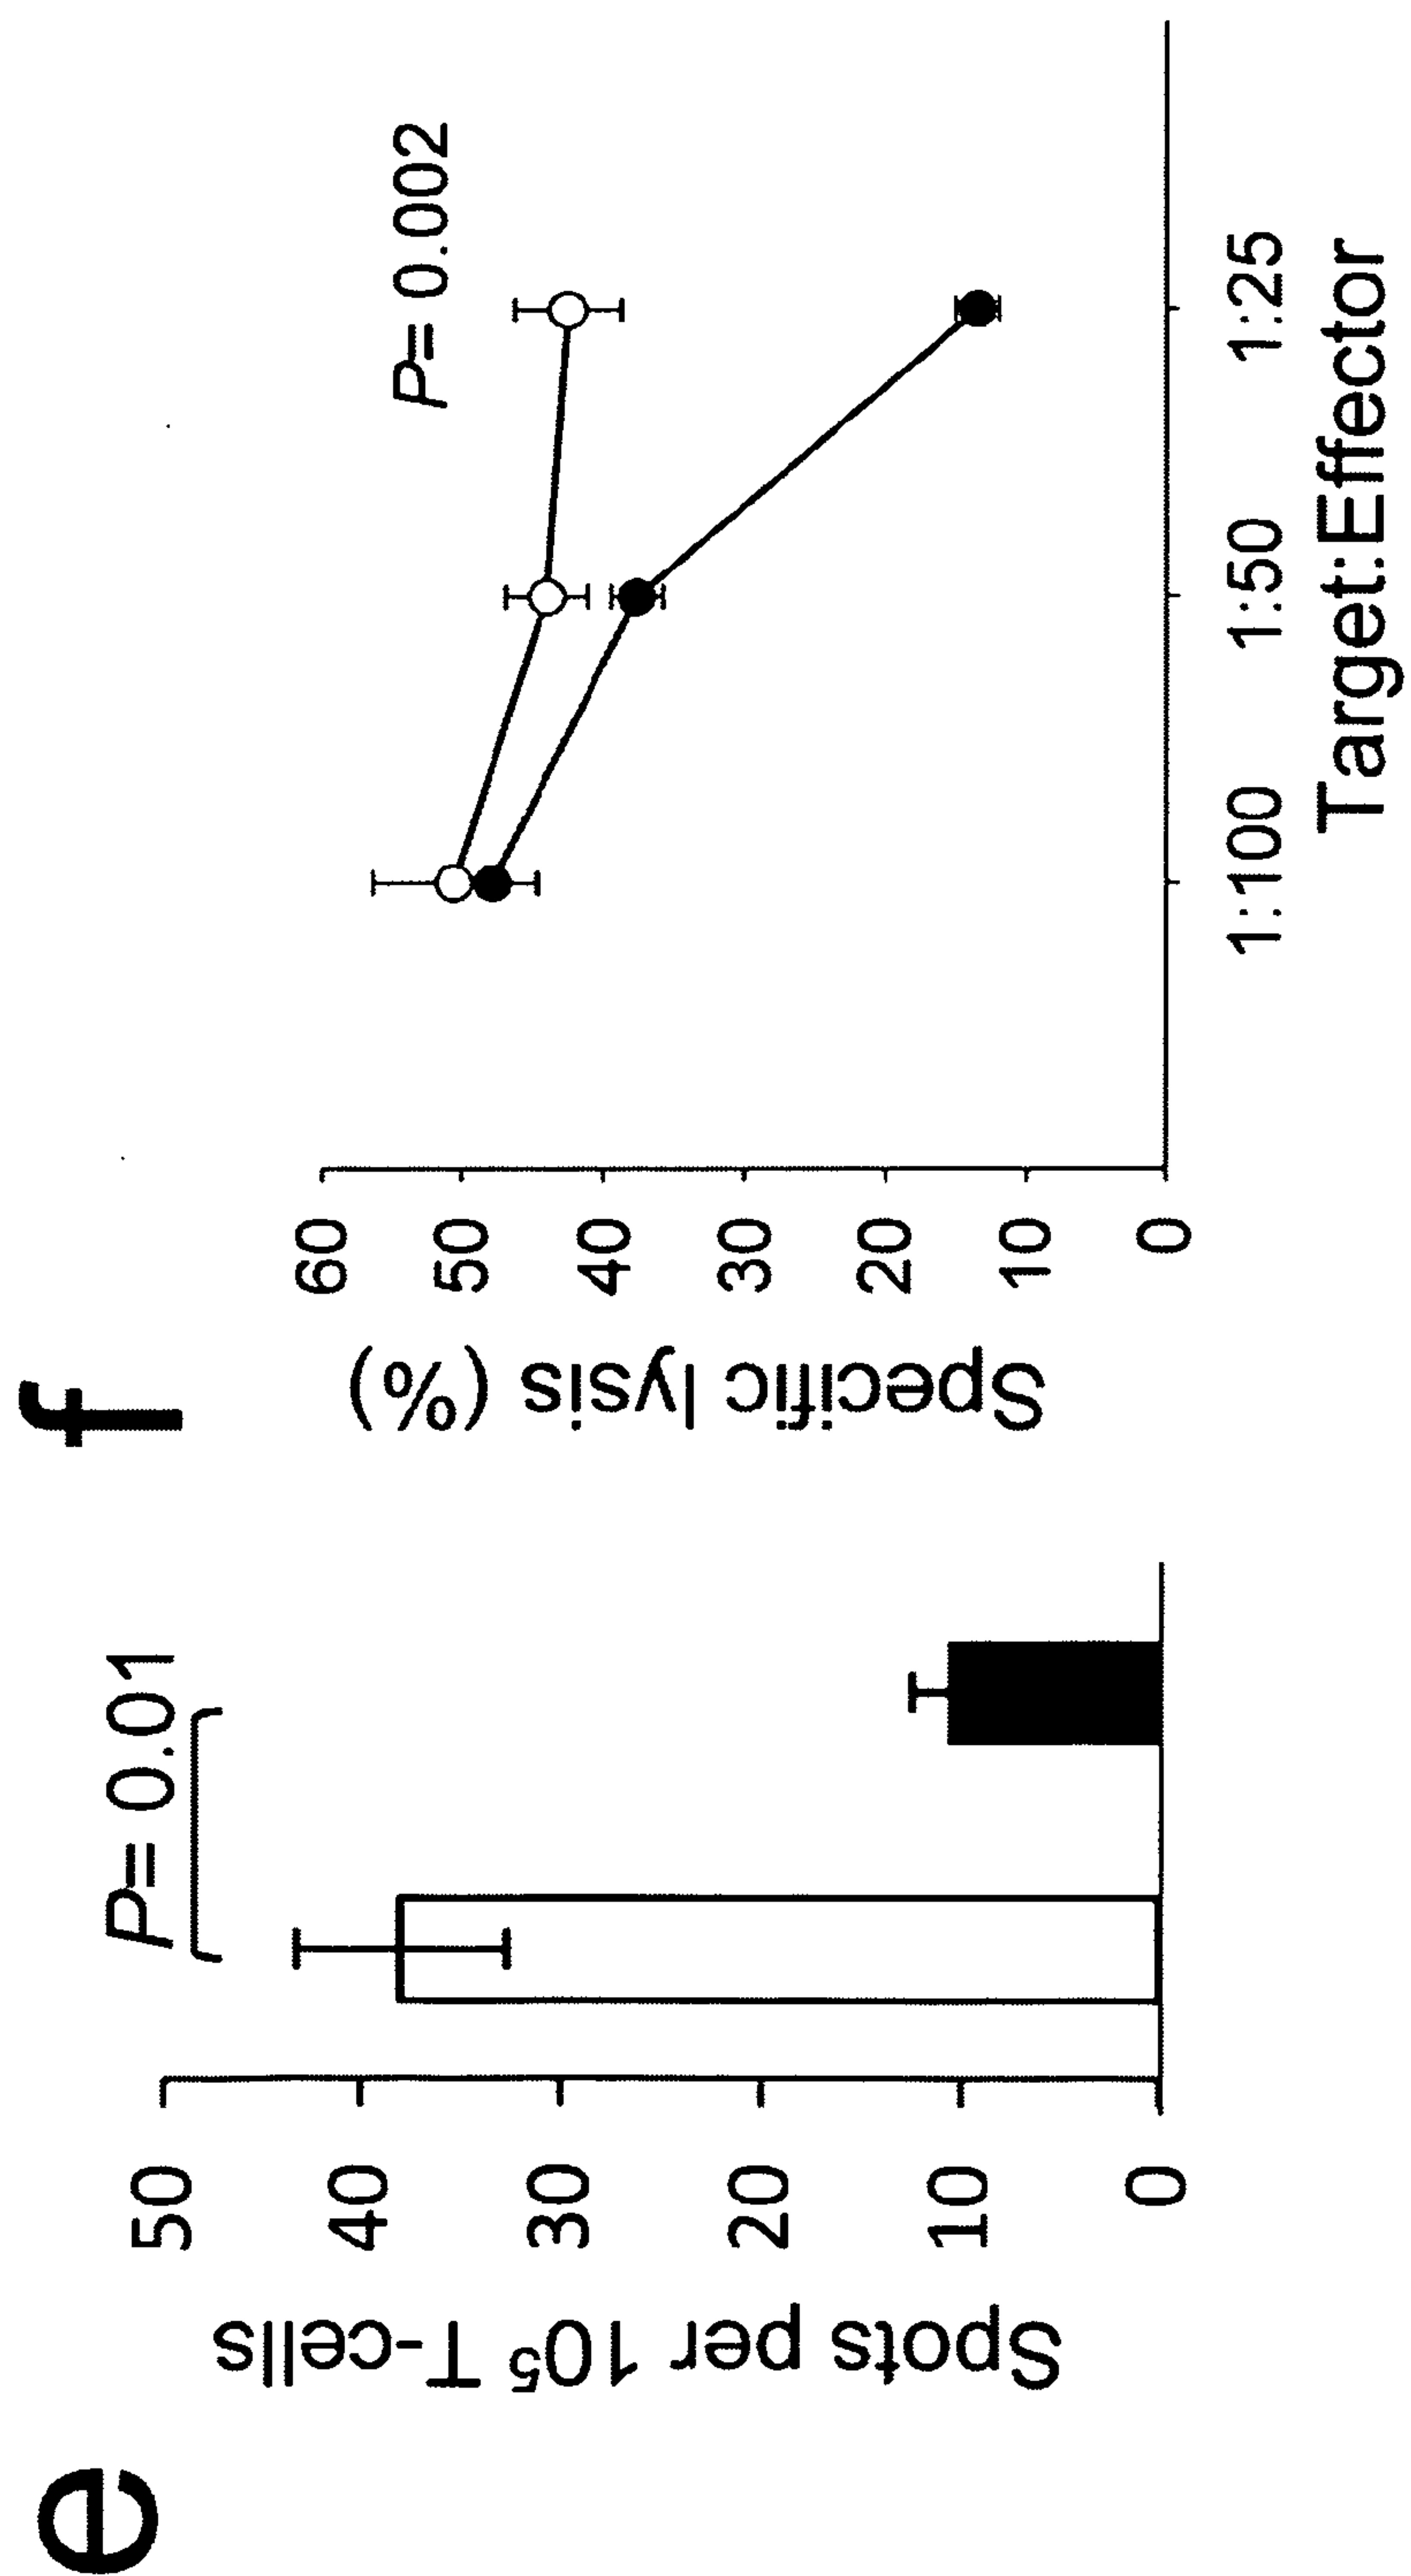 e
Spots per 10⁵ T-cells
50
40
30
20
10
0
P= 0.01
f
Specific lysis (%)
60
50
40
30
20
10
0
P= 0.002
1:100 1:50 1:25
Target:Effector